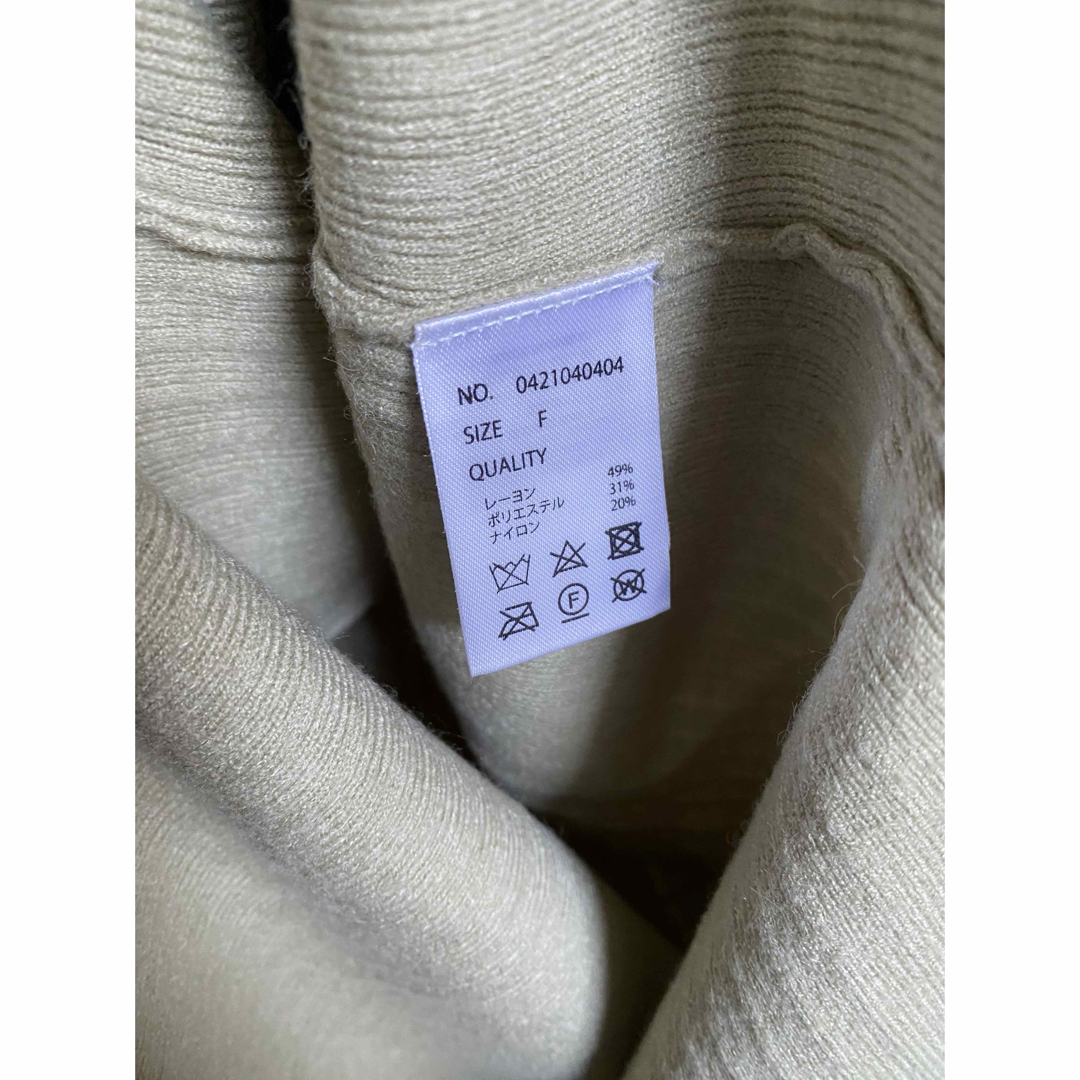 NO. 0421040404
SIZE F
QUALITY
レーヨン 49%
ポリエステル 31%
ナイロン 20%
F
W